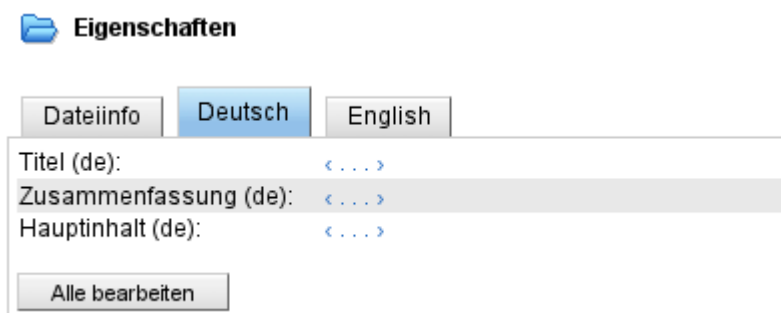 Eigenschaften
Dateiinfo Deutsch English
Titel (de): ‹ . . . ›
Zusammenfassung (de): ‹ . . . ›
Hauptinhalt (de): ‹ . . . ›
Alle bearbeiten